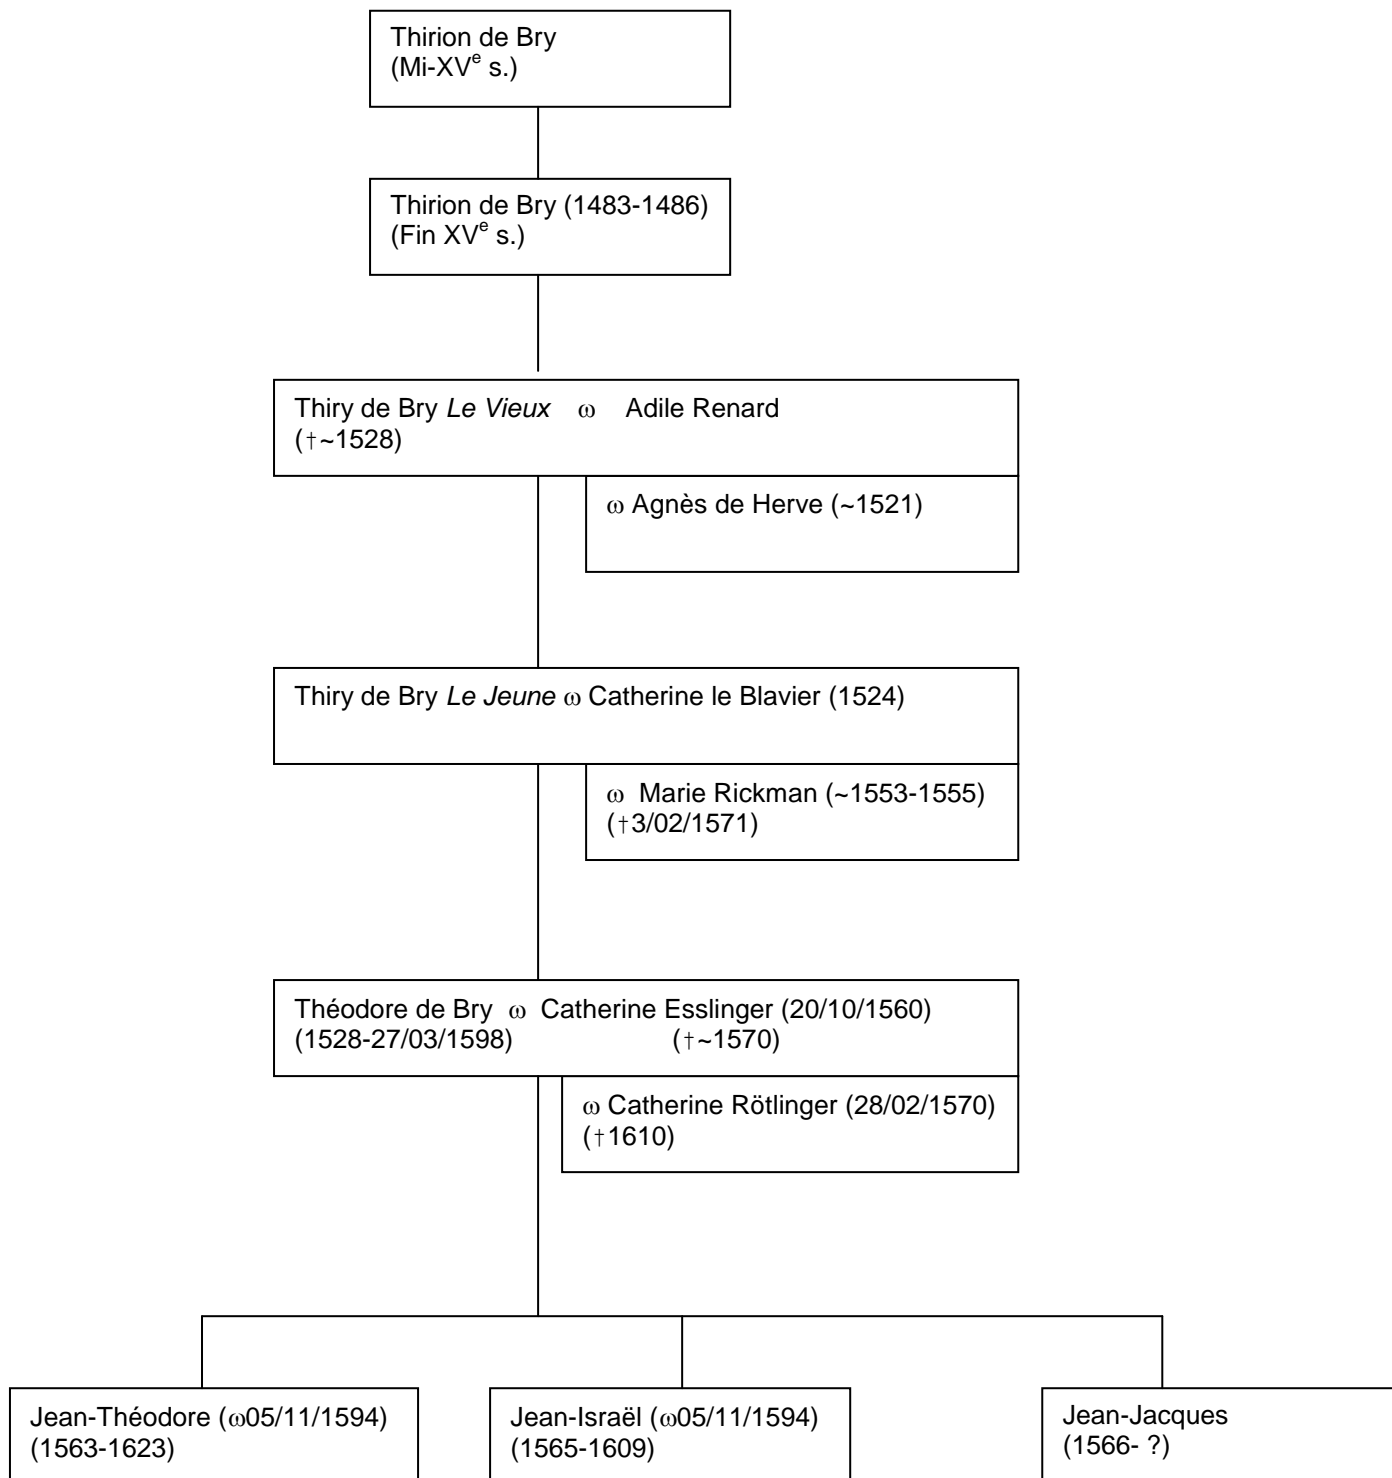 Thirion de Bry
(Mi-XVᵉ s.)
Thirion de Bry (1483-1486)
(Fin XVᵉ s.)
Thiry de Bry Le Vieux ω Adile Renard
(†~1528)
ω Agnès de Herve (~1521)
Thiry de Bry Le Jeune ω Catherine le Blavier (1524)
ω Marie Rickman (~1553-1555)
(†3/02/1571)
Théodore de Bry ω Catherine Esslinger (20/10/1560)
(1528-27/03/1598) (†~1570)
ω Catherine Rötlinger (28/02/1570)
(†1610)
Jean-Théodore (ω05/11/1594)
(1563-1623)
Jean-Israël (ω05/11/1594)
(1565-1609)
Jean-Jacques
(1566- ?)